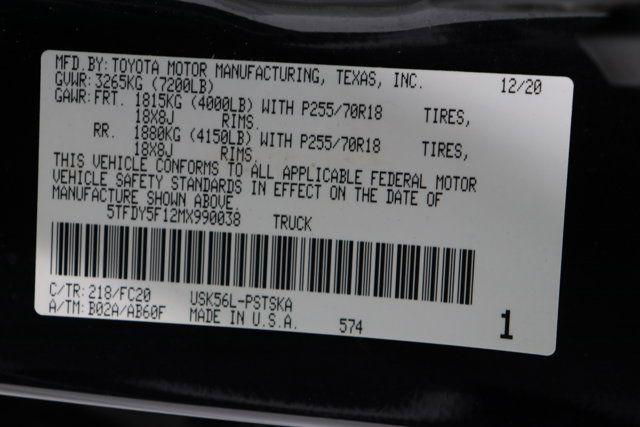 MFD.BY: TOYOTA MOTOR MANUFACTURING, TEXAS, INC. 12/20
GVWR: 3265KG (7200LB)
GAWR: FRT. 1815KG (4000LB) WITH P255/70R18 TIRES,
18X8J RIMS.
RR. 1880KG (4150LB) WITH P255/70R18 TIRES,
18X8J RIMS.
THIS VEHICLE CONFORMS TO ALL APPLICABLE FEDERAL MOTOR
VEHICLE SAFETY STANDARDS IN EFFECT ON THE DATE OF
MANUFACTURE SHOWN ABOVE.
5TFDY5F12MX990038 TRUCK
C/TR: 218/FC20 USK56L-PSTSKA
A/TM: B02A/AB60F MADE IN U.S.A. 574 1